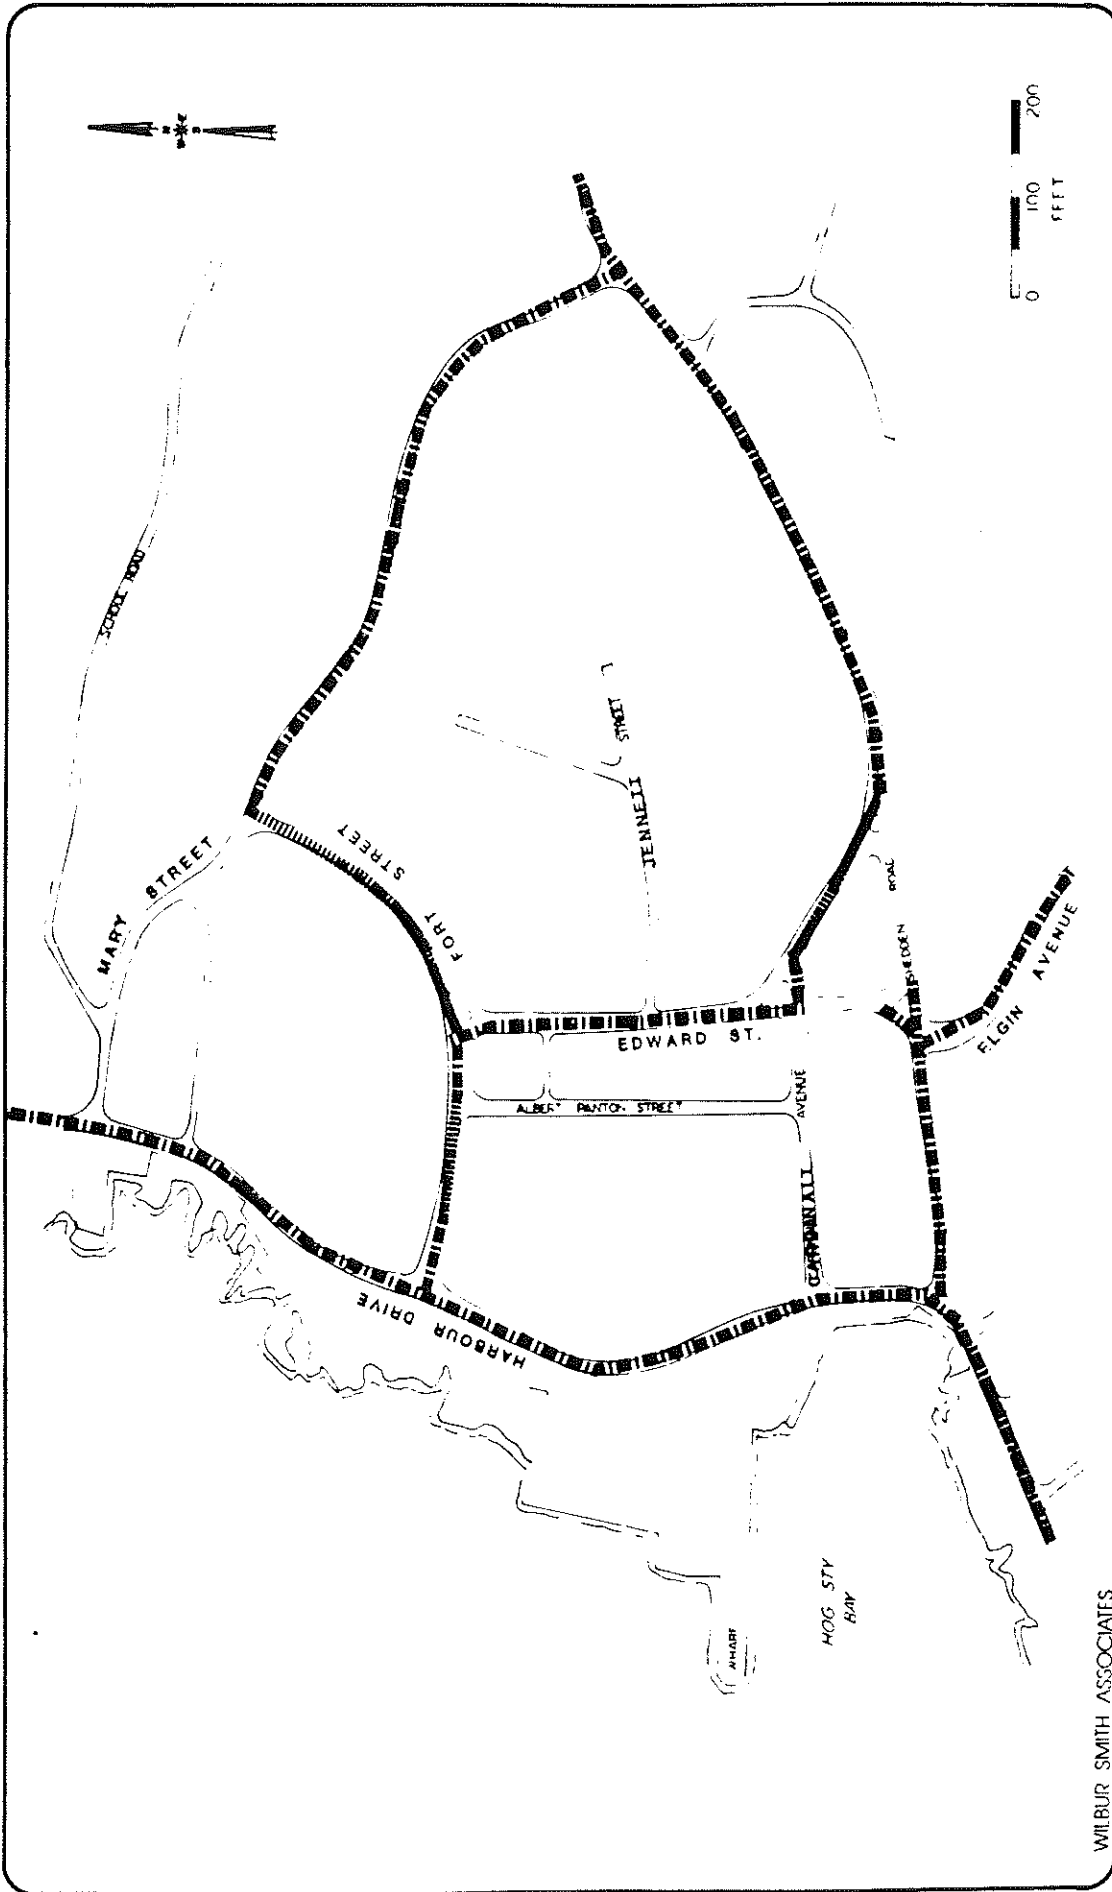 SCHOOL ROAD
MARY STREET
FORT STREET
JENNETT STREET
HARBOUR DRIVE
EDWARD ST.
ALBERT PANTON STREET
CARDINALL AVENUE
SHEDDEN ROAD
ELGIN AVENUE
WHARF
HOG STY
BAY
N
W E
S
0 100 200
FEET
WILBUR SMITH ASSOCIATES